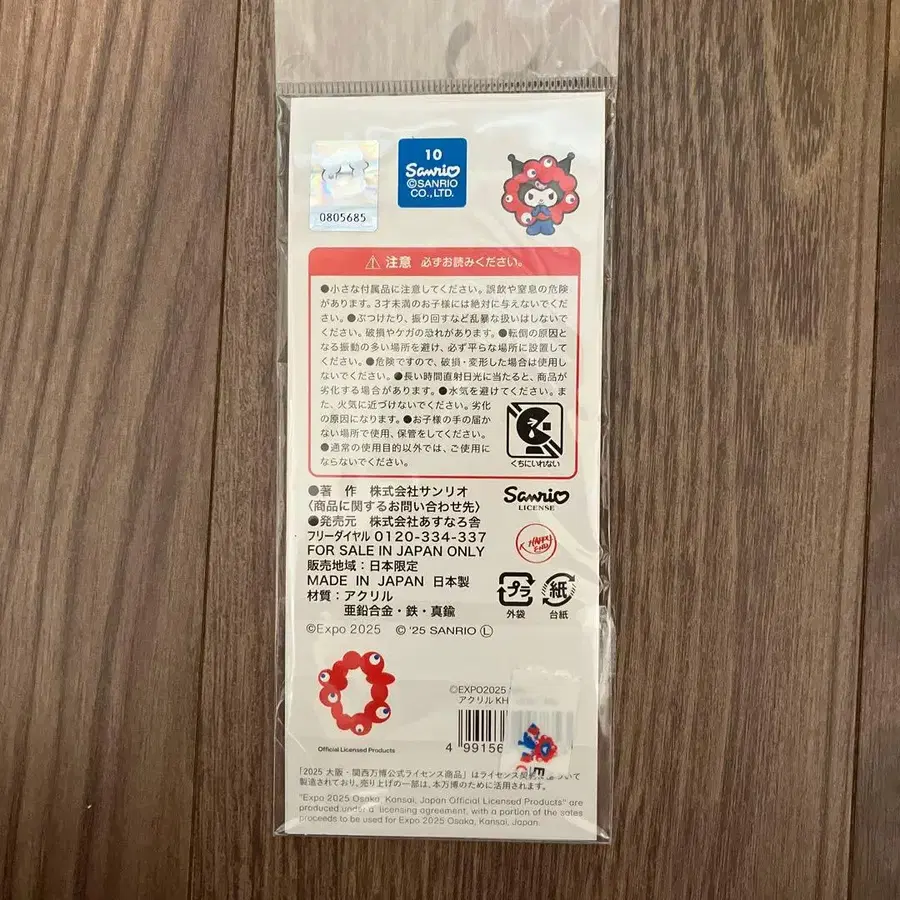 0805685
10
Sanrio
©SANRIO
CO., LTD.
⚠ 注意 必ずお読みください。
●小さな付属品に注意してください。誤飲や窒息の危険
があります。3才未満のお子様には絶対に与えないでくだ
さい。●ぶつけたり、振り回すなど乱暴な扱いはしないで
ください。破損やケガの恐れがあります。●転倒の原因と
なる振動の多い場所を避け、必ず平らな場所に設置して
ください。●危険ですので、破損・変形した場合は使用し
ないでください。●長い時間直射日光に当たると、商品が
劣化する場合があります。●水気を避けてください。ま
た、火気に近づけないでください。劣化
の原因になります。●お子様の手の届か
ない場所で使用、保管をしてください。
●通常の使用目的以外では、ご使用に
ならないでください。
くちにいれない
●著 作 株式会社サンリオ
〈商品に関するお問い合わせ先〉
●発売元 株式会社あすなろ舎
フリーダイヤル 0120-334-337
FOR SALE IN JAPAN ONLY
販売地域：日本限定
MADE IN JAPAN 日本製
材質：アクリル
亜鉛合金・鉄・真鍮
©Expo 2025 © '25 SANRIO Ⓛ
Sanrio
LICENSE
HAPPY
プラ
外袋
紙
台紙
Official Licensed Products
©EXPO2025
アクリル KH
4 99156
「2025 大阪・関西万博公式ライセンス商品」はライセンス契約 づいて
製造されており、売り上げの一部は、本万博のために活用されます。
"Expo 2025 Osaka, Kansai, Japan Official Licensed Products" are
produced under a licensing agreement, with a portion of the sales
proceeds to be used for Expo 2025 Osaka, Kansai, Japan.